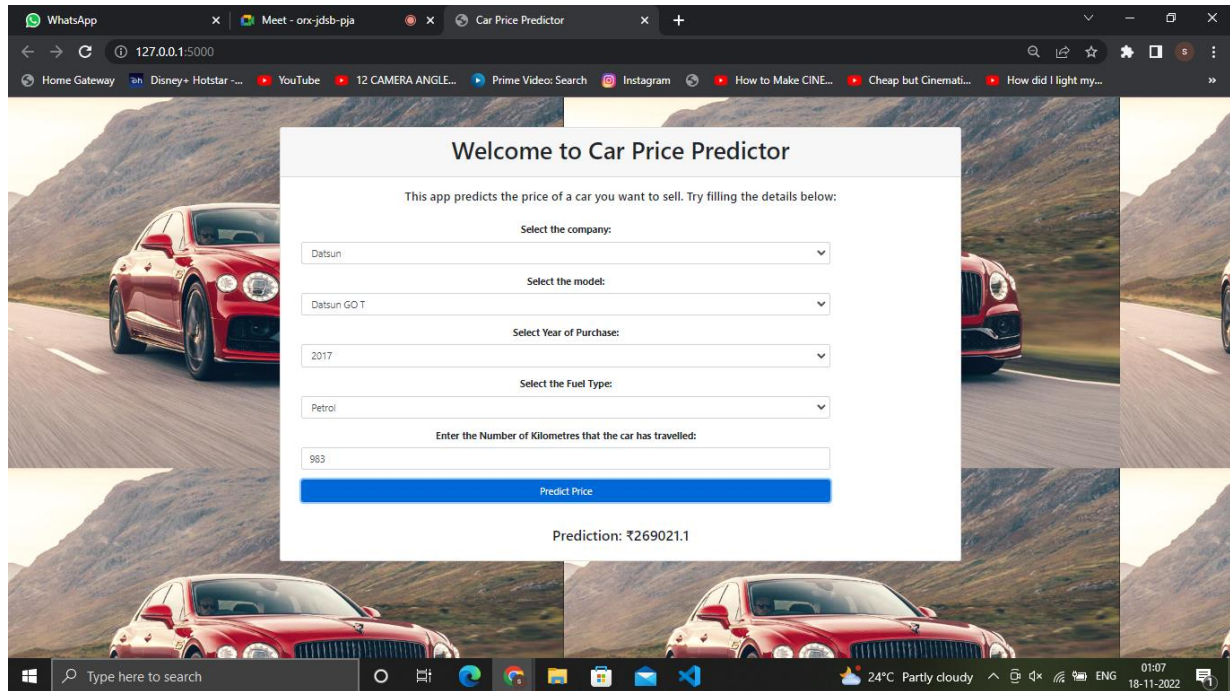 WhatsApp
Meet - orx-jdsb-pja
Car Price Predictor
127.0.0.1:5000
S
Home Gateway
Disney+ Hotstar -...
YouTube
12 CAMERA ANGLE...
Prime Video: Search
Instagram
How to Make CINE...
Cheap but Cinemati...
How did I light my...
»
Welcome to Car Price Predictor
This app predicts the price of a car you want to sell. Try filling the details below:
Select the company:
Datsun
Select the model:
Datsun GO T
Select Year of Purchase:
2017
Select the Fuel Type:
Petrol
Enter the Number of Kilometres that the car has travelled:
983
Predict Price
Prediction: ₹269021.1
Type here to search
24°C Partly cloudy
ENG
01:07
18-11-2022
1